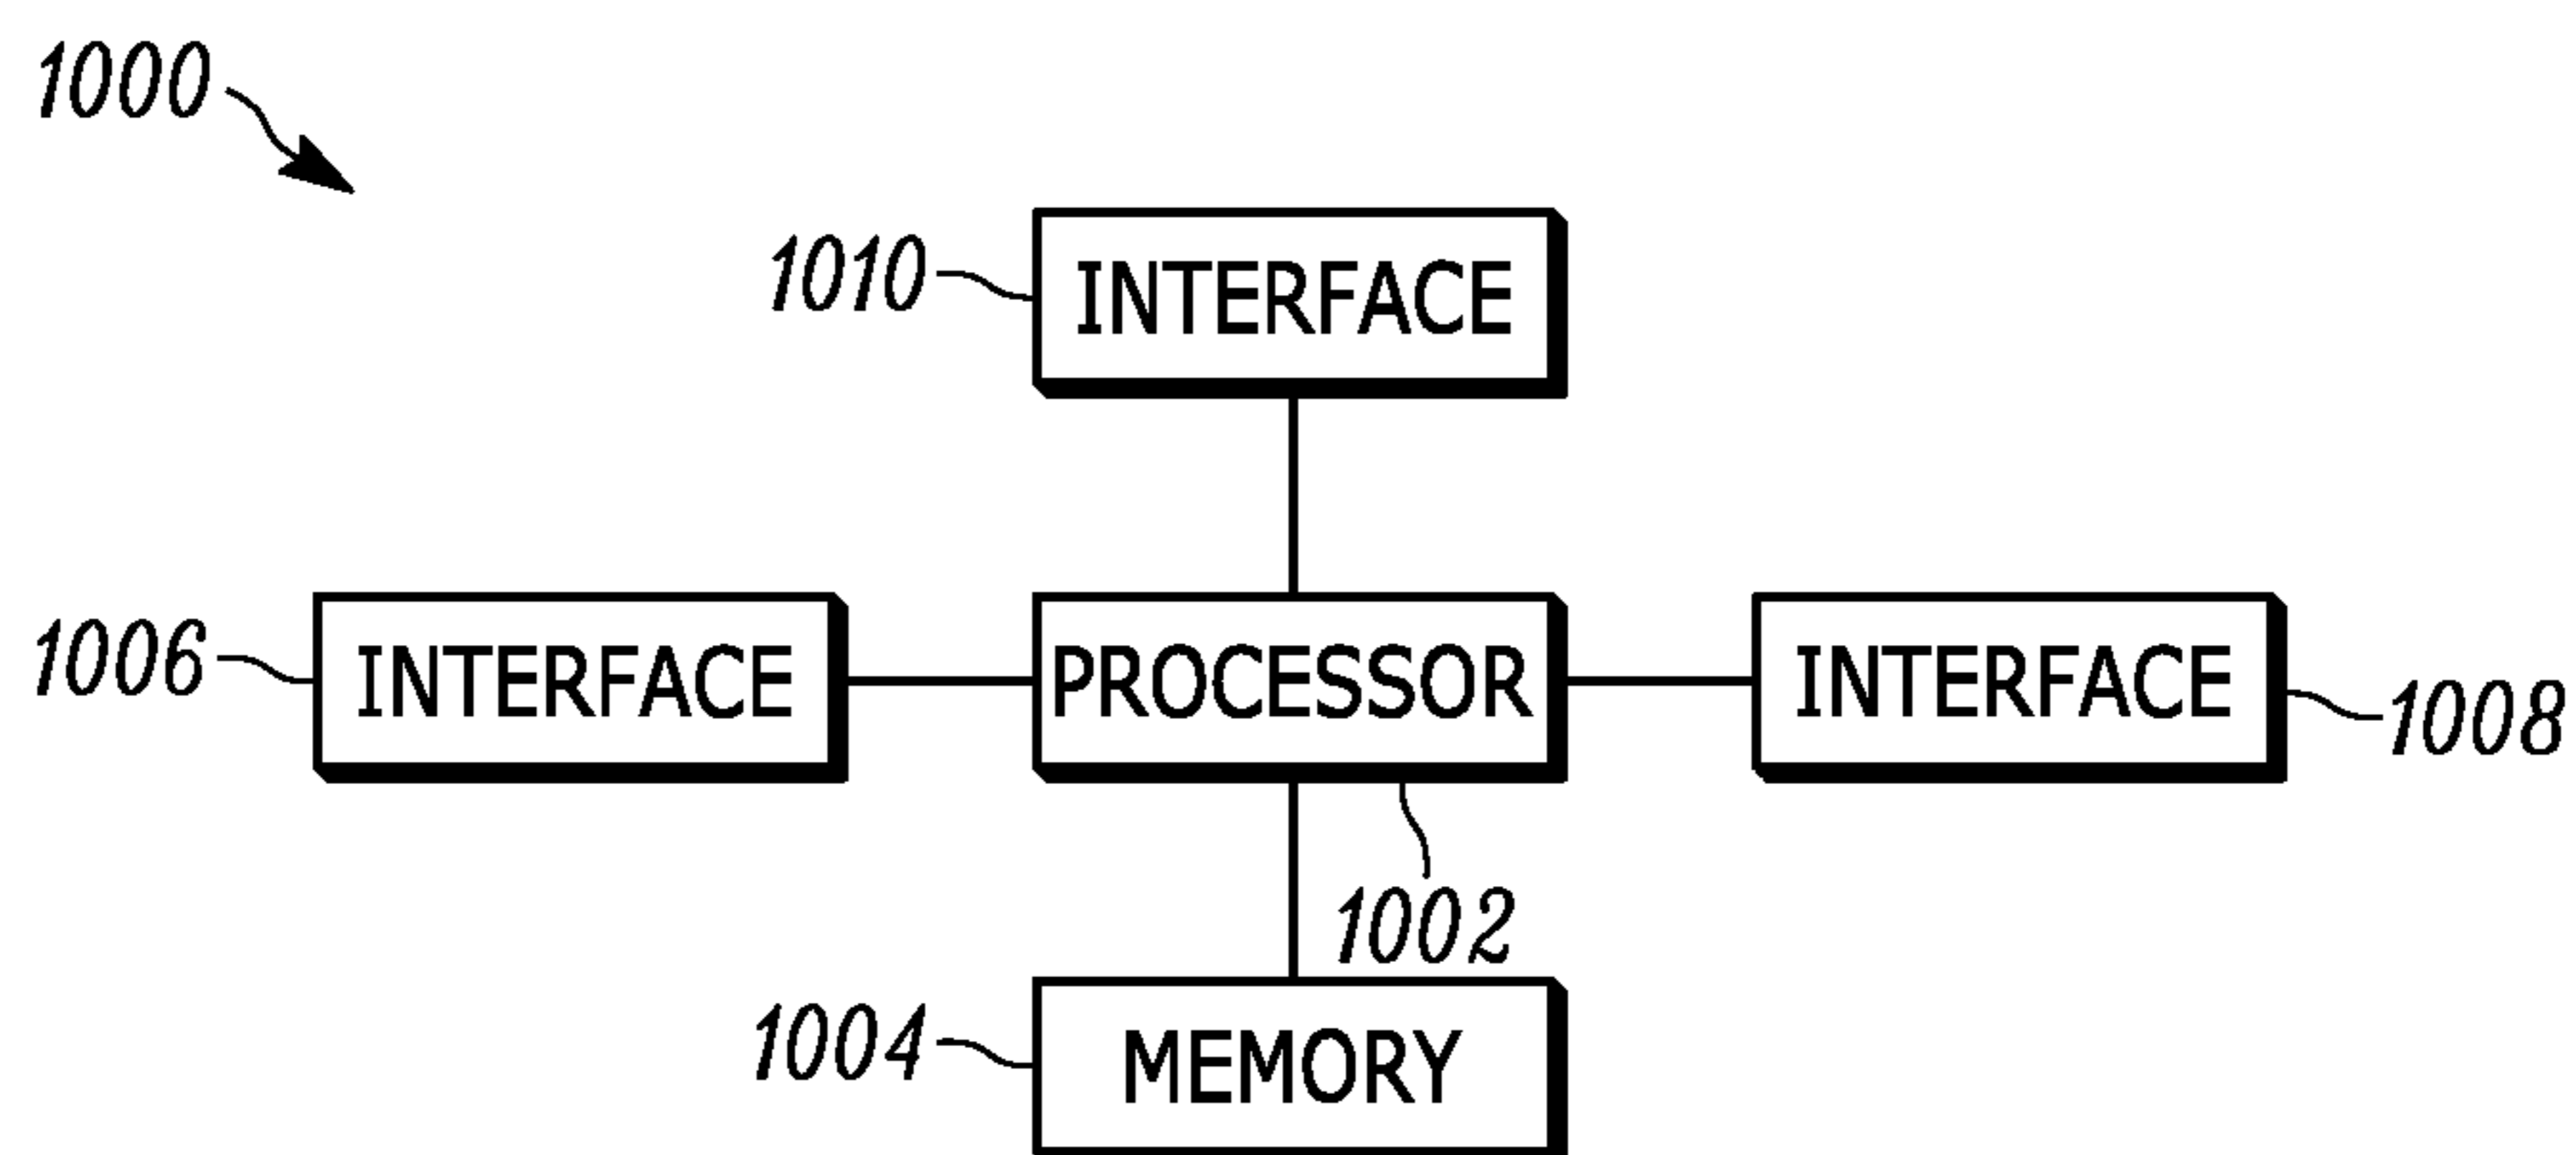 1000
1010 INTERFACE
1006 INTERFACE PROCESSOR INTERFACE 1008
1002
1004 MEMORY